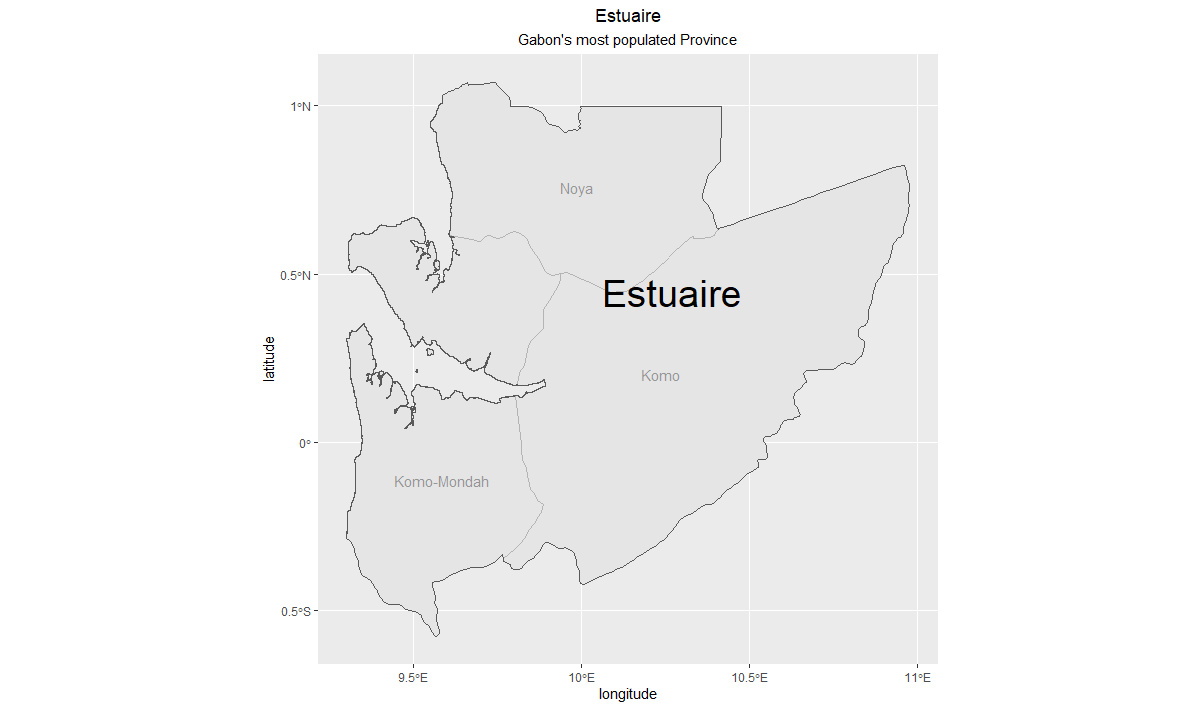 Estuaire
Gabon's most populated Province
1°N
Noya
0.5°N
Estuaire
latitude
Komo
0°
Komo-Mondah
0.5°S
9.5°E
10°E
10.5°E
11°E
longitude